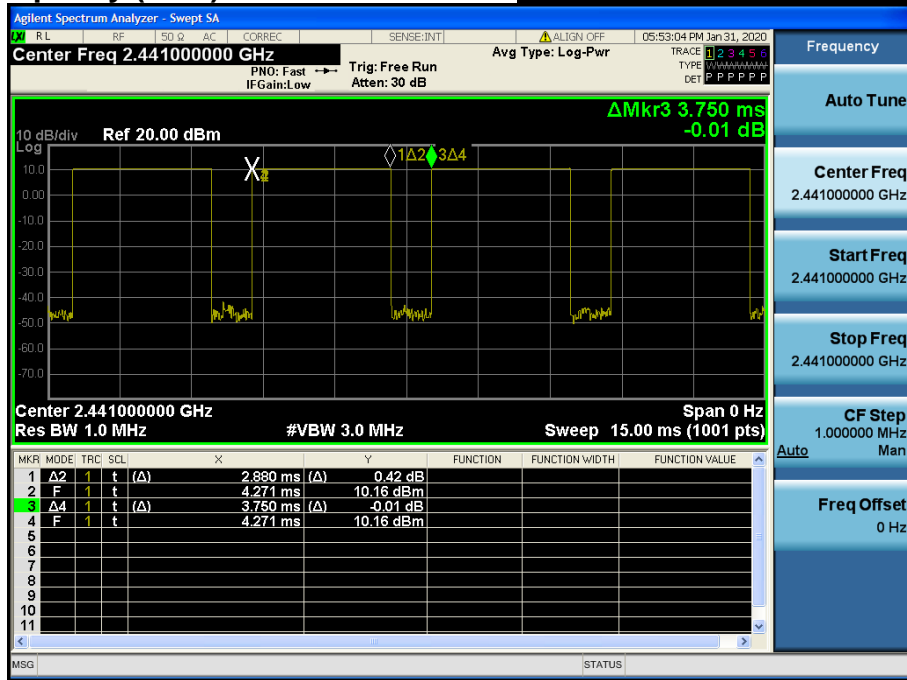 Agilent Spectrum Analyzer - Swept SA
LXI RL RF 50 Ω AC CORREC SENSE:INT ALIGN OFF 05:53:04 PM Jan 31, 2020
Center Freq 2.441000000 GHz
PNO: Fast
IFGain:Low
Trig: Free Run
Atten: 30 dB
Avg Type: Log-Pwr
TRACE 1 2 3 4 5 6
TYPE WWWWWW
DET P P P P P P
ΔMkr3 3.750 ms
-0.01 dB
10 dB/div Ref 20.00 dBm
Log
1Δ2 3Δ4
X
10.0
0.00
-10.0
-20.0
-30.0
-40.0
-50.0
-60.0
-70.0
Center 2.441000000 GHz Span 0 Hz
Res BW 1.0 MHz #VBW 3.0 MHz Sweep 15.00 ms (1001 pts)
MKR MODE TRC SCL X Y FUNCTION FUNCTION WIDTH FUNCTION VALUE
1 Δ2 1 t (Δ) 2.880 ms (Δ) 0.42 dB
2 F 1 t 4.271 ms 10.16 dBm
3 Δ4 1 t (Δ) 3.750 ms (Δ) -0.01 dB
4 F 1 t 4.271 ms 10.16 dBm
5
6
7
8
9
10
11
MSG STATUS
Frequency
Auto Tune
Center Freq
2.441000000 GHz
Start Freq
2.441000000 GHz
Stop Freq
2.441000000 GHz
CF Step
1.000000 MHz
Auto Man
Freq Offset
0 Hz